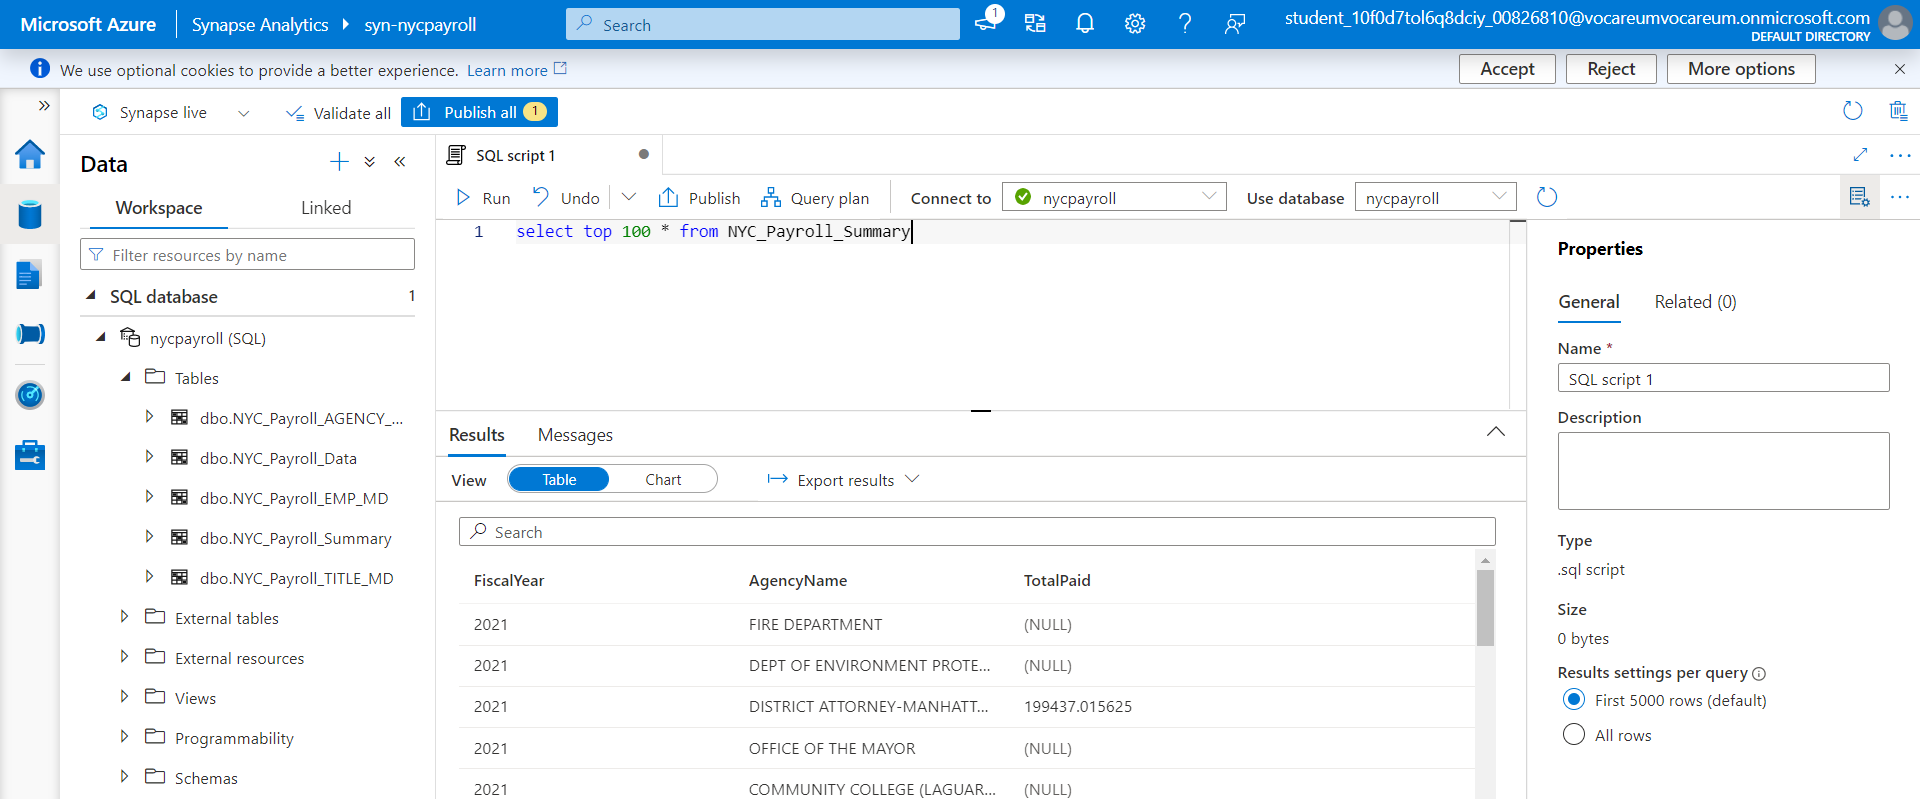 Microsoft Azure
Synapse Analytics
syn-nycpayroll
Search
1
student_10f0d7tol6q8dciy_00826810@vocareumvocareum.onmicrosoft.com
DEFAULT DIRECTORY
We use optional cookies to provide a better experience. Learn more
Accept
Reject
More options
Synapse live
Validate all
Publish all 1
Data
Workspace
Linked
Filter resources by name
SQL database 1
nycpayroll (SQL)
Tables
dbo.NYC_Payroll_AGENCY_...
dbo.NYC_Payroll_Data
dbo.NYC_Payroll_EMP_MD
dbo.NYC_Payroll_Summary
dbo.NYC_Payroll_TITLE_MD
External tables
External resources
Views
Programmability
Schemas
SQL script 1
Run
Undo
Publish
Query plan
Connect to
nycpayroll
Use database
nycpayroll
1 select top 100 * from NYC_Payroll_Summary
Results
Messages
View
Table
Chart
Export results
Search
FiscalYear AgencyName TotalPaid
2021 FIRE DEPARTMENT (NULL)
2021 DEPT OF ENVIRONMENT PROTE... (NULL)
2021 DISTRICT ATTORNEY-MANHATT... 199437.015625
2021 OFFICE OF THE MAYOR (NULL)
2021 COMMUNITY COLLEGE (LAGUAR... (NULL)
Properties
General
Related (0)
Name *
SQL script 1
Description
Type
.sql script
Size
0 bytes
Results settings per query
First 5000 rows (default)
All rows